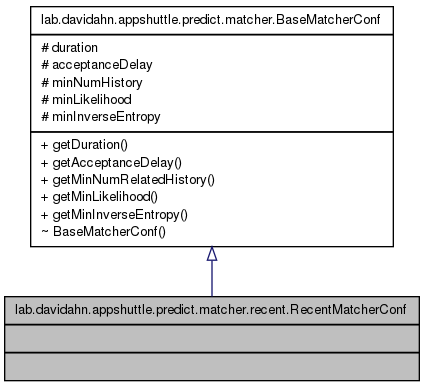 lab.davidahn.appshuttle.predict.matcher.BaseMatcherConf
# duration
# acceptanceDelay
# minNumHistory
# minLikelihood
# minInverseEntropy
+ getDuration()
+ getAcceptanceDelay()
+ getMinNumRelatedHistory()
+ getMinLikelihood()
+ getMinInverseEntropy()
~ BaseMatcherConf()
lab.davidahn.appshuttle.predict.matcher.recent.RecentMatcherConf